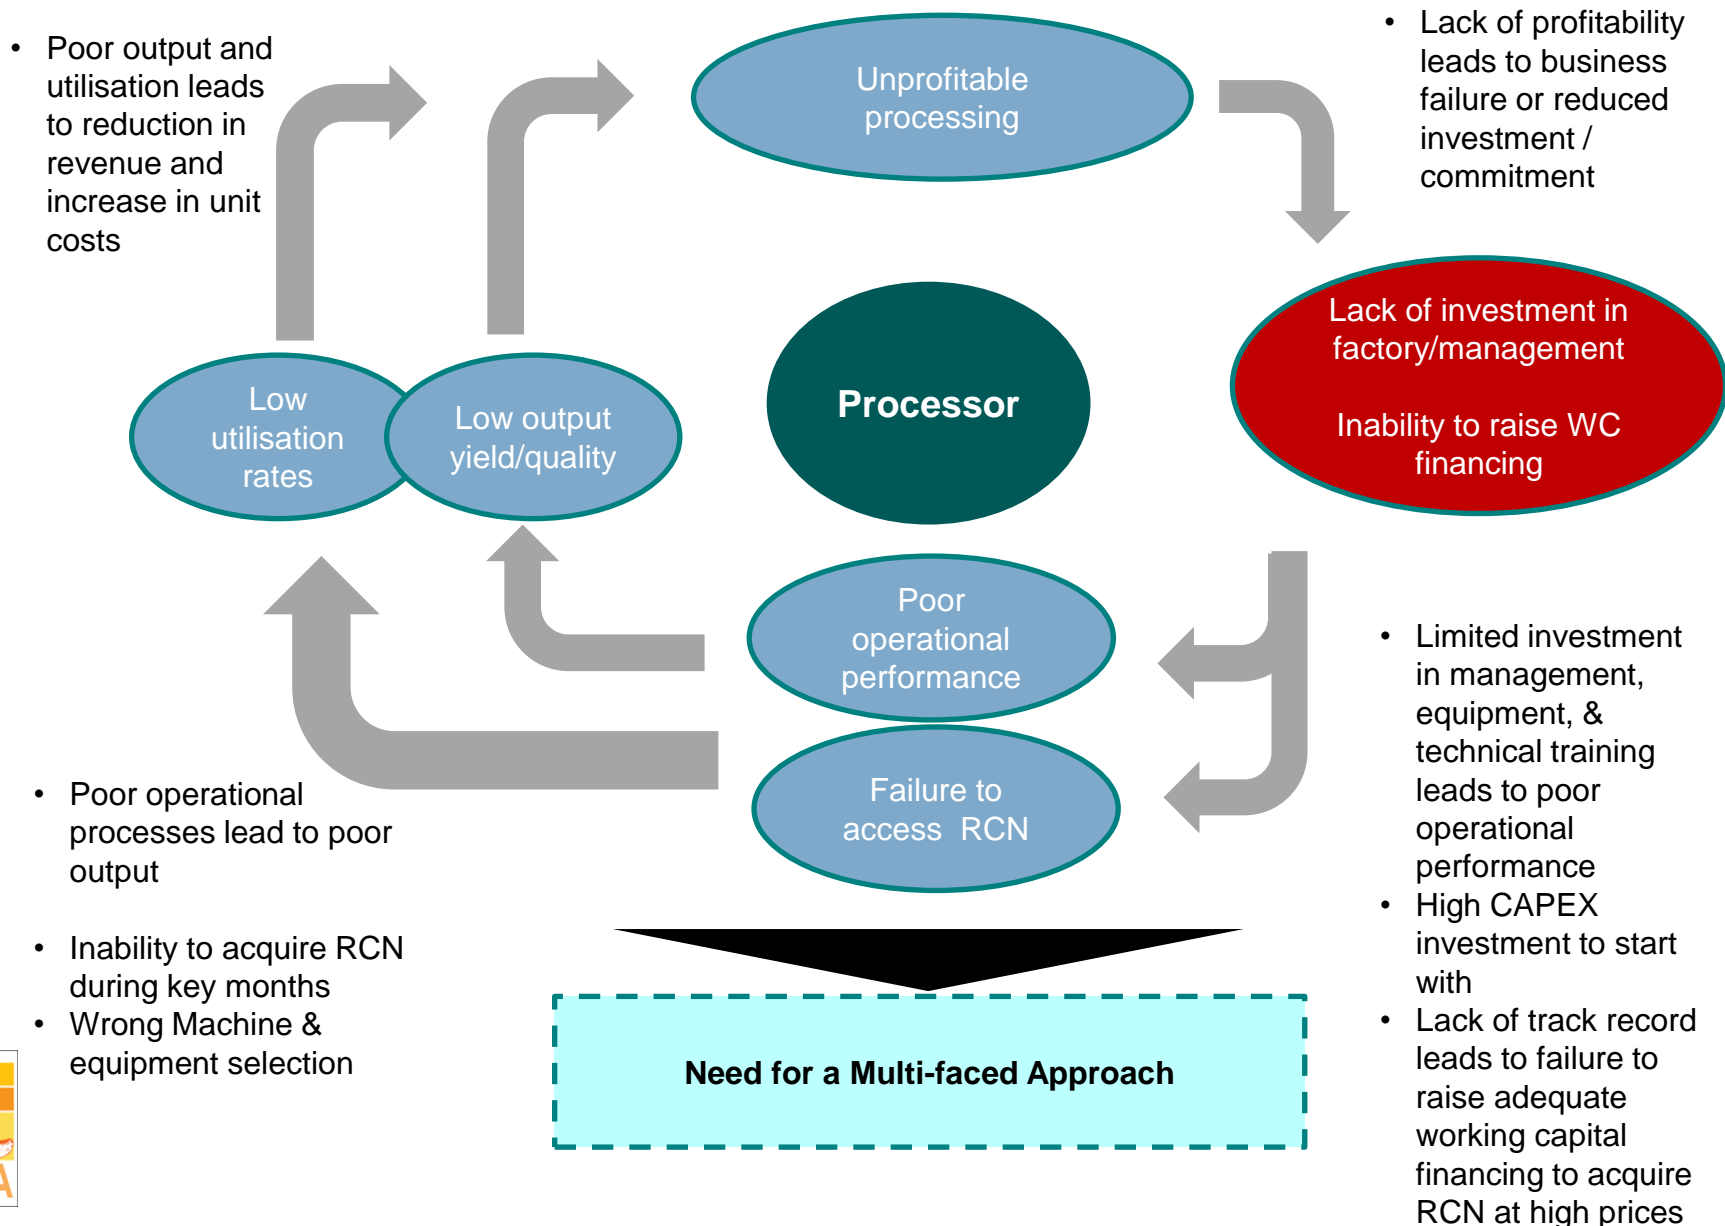 • Poor output and
utilisation leads
to reduction in
revenue and
increase in unit
costs
Unprofitable
processing
• Lack of profitability
leads to business
failure or reduced
investment /
commitment
Lack of investment in
factory/management
Inability to raise WC
financing
Low
utilisation
rates
Low output
yield/quality
Processor
Poor
operational
performance
Failure to
access RCN
• Poor operational
processes lead to poor
output
• Inability to acquire RCN
during key months
• Wrong Machine &
equipment selection
• Limited investment
in management,
equipment, &
technical training
leads to poor
operational
performance
• High CAPEX
investment to start
with
• Lack of track record
leads to failure to
raise adequate
working capital
financing to acquire
RCN at high prices
Need for a Multi-faced Approach
A